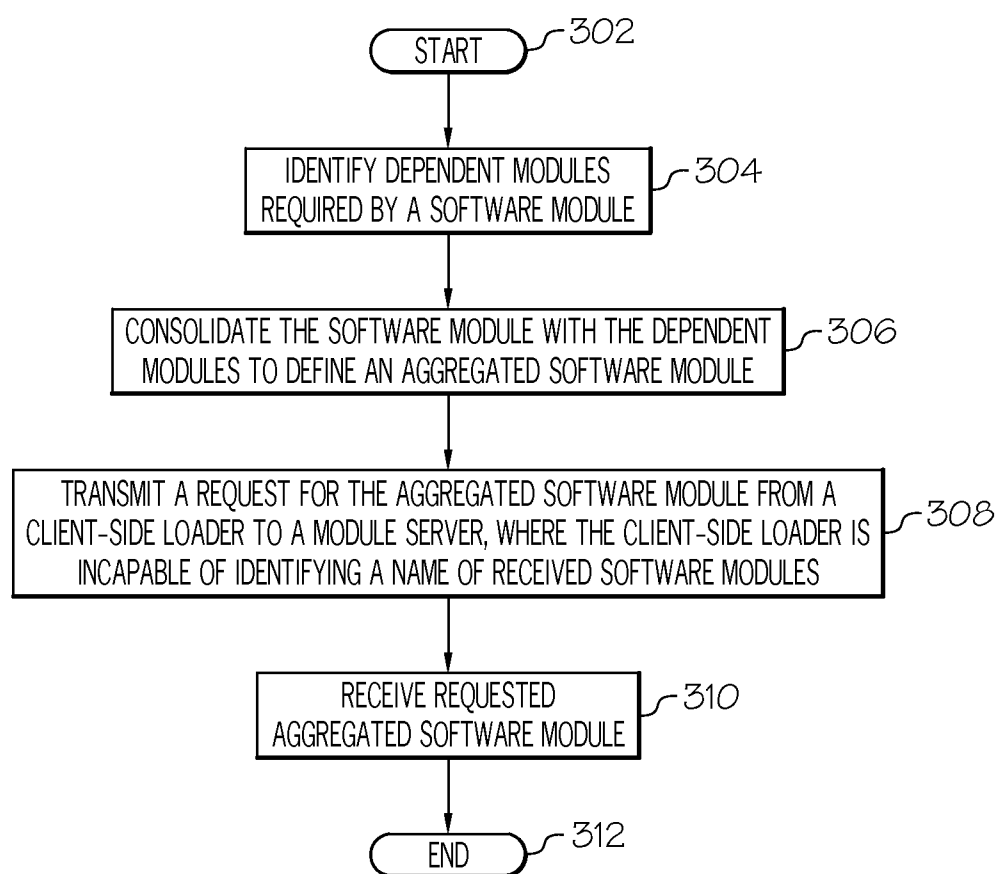 START
302
IDENTIFY DEPENDENT MODULES
REQUIRED BY A SOFTWARE MODULE
304
CONSOLIDATE THE SOFTWARE MODULE WITH THE DEPENDENT
MODULES TO DEFINE AN AGGREGATED SOFTWARE MODULE
306
TRANSMIT A REQUEST FOR THE AGGREGATED SOFTWARE MODULE FROM A
CLIENT-SIDE LOADER TO A MODULE SERVER, WHERE THE CLIENT-SIDE LOADER IS
INCAPABLE OF IDENTIFYING A NAME OF RECEIVED SOFTWARE MODULES
308
RECEIVE REQUESTED
AGGREGATED SOFTWARE MODULE
310
END
312